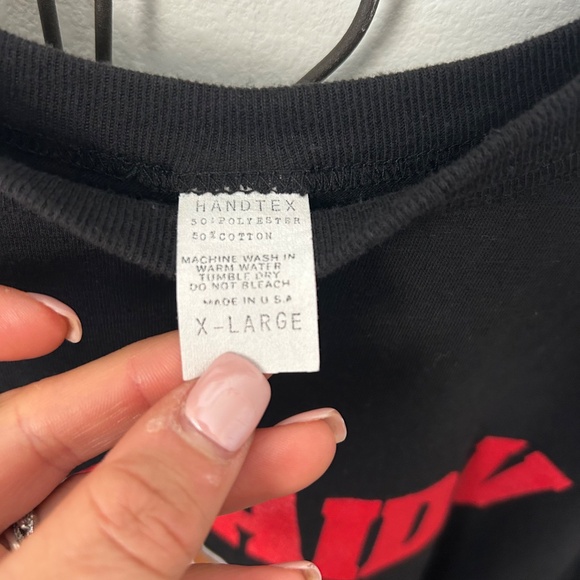 HANDTEX
50%POLYESTER
50%COTTON
MACHINE WASH IN
WARM WATER
TUMBLE DRY
DO NOT BLEACH
MADE IN U.S.A
X-LARGE